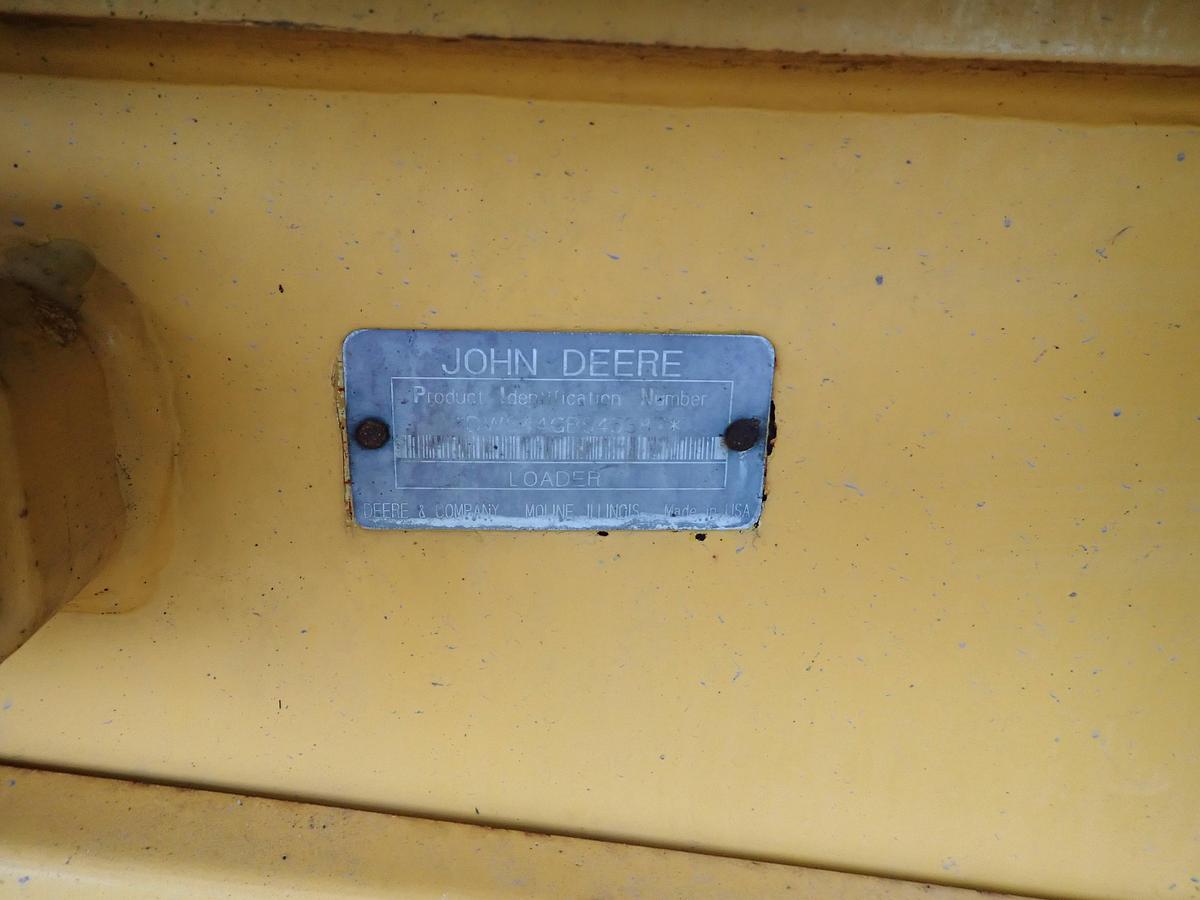 JOHN DEERE
Product Identification Number
LOADER
DEERE & COMPANY MOLINE ILLINOIS Made in USA